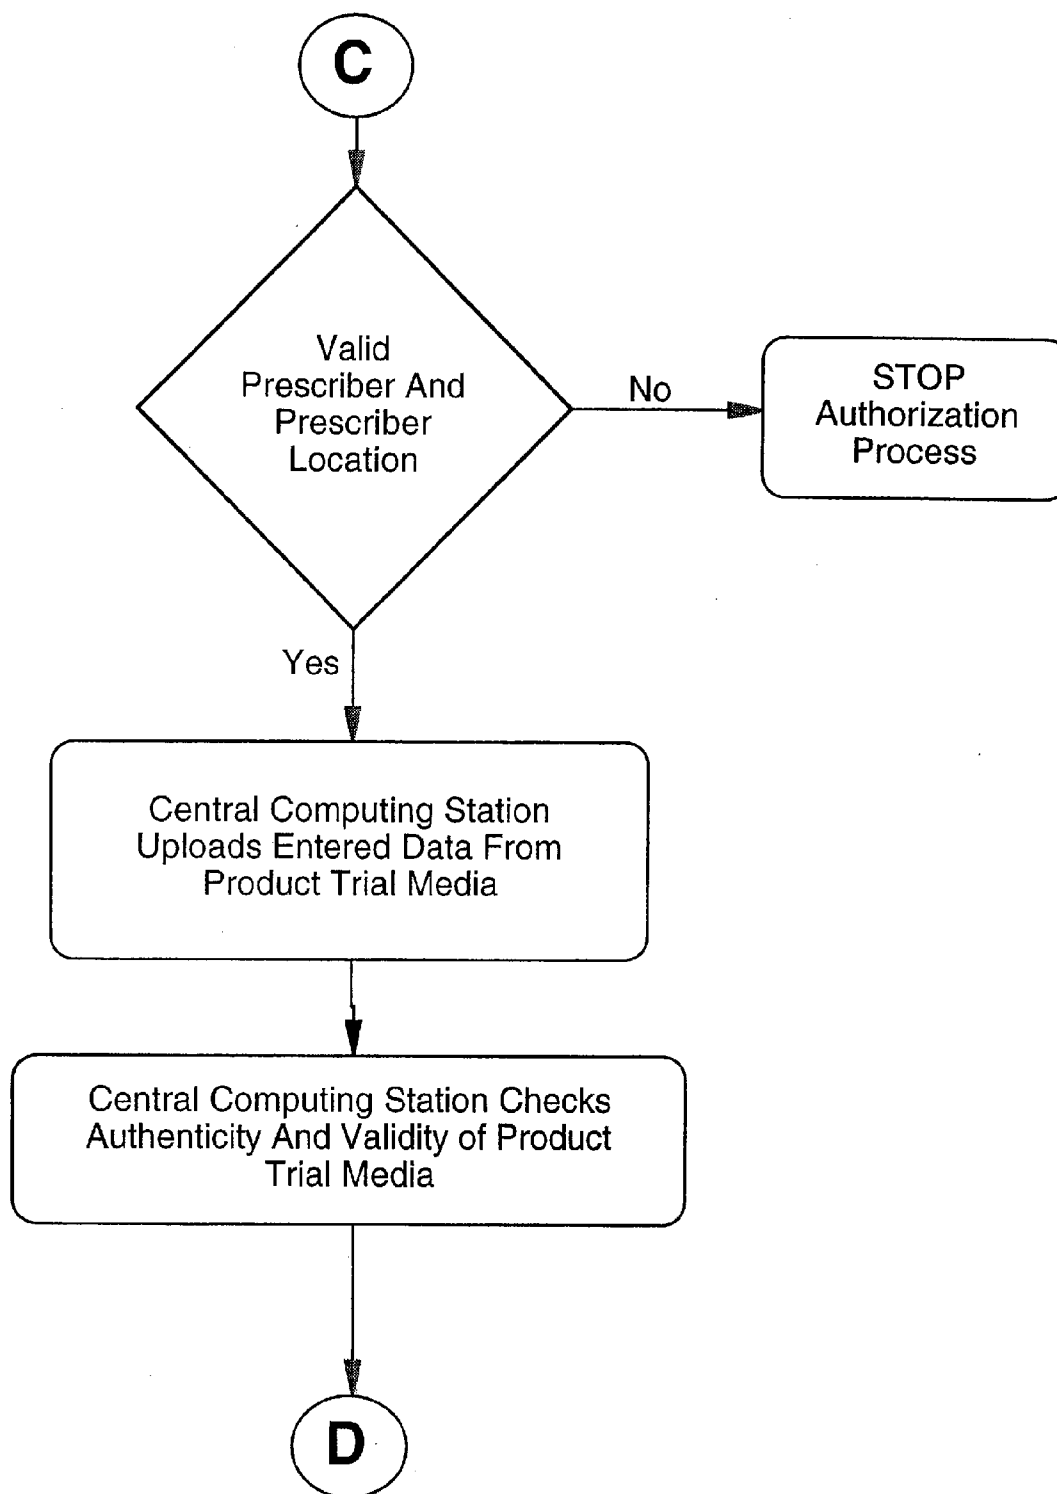 C
Valid
Prescriber And
Prescriber
Location
No
STOP
Authorization
Process
Yes
Central Computing Station
Uploads Entered Data From
Product Trial Media
Central Computing Station Checks
Authenticity And Validity of Product
Trial Media
D